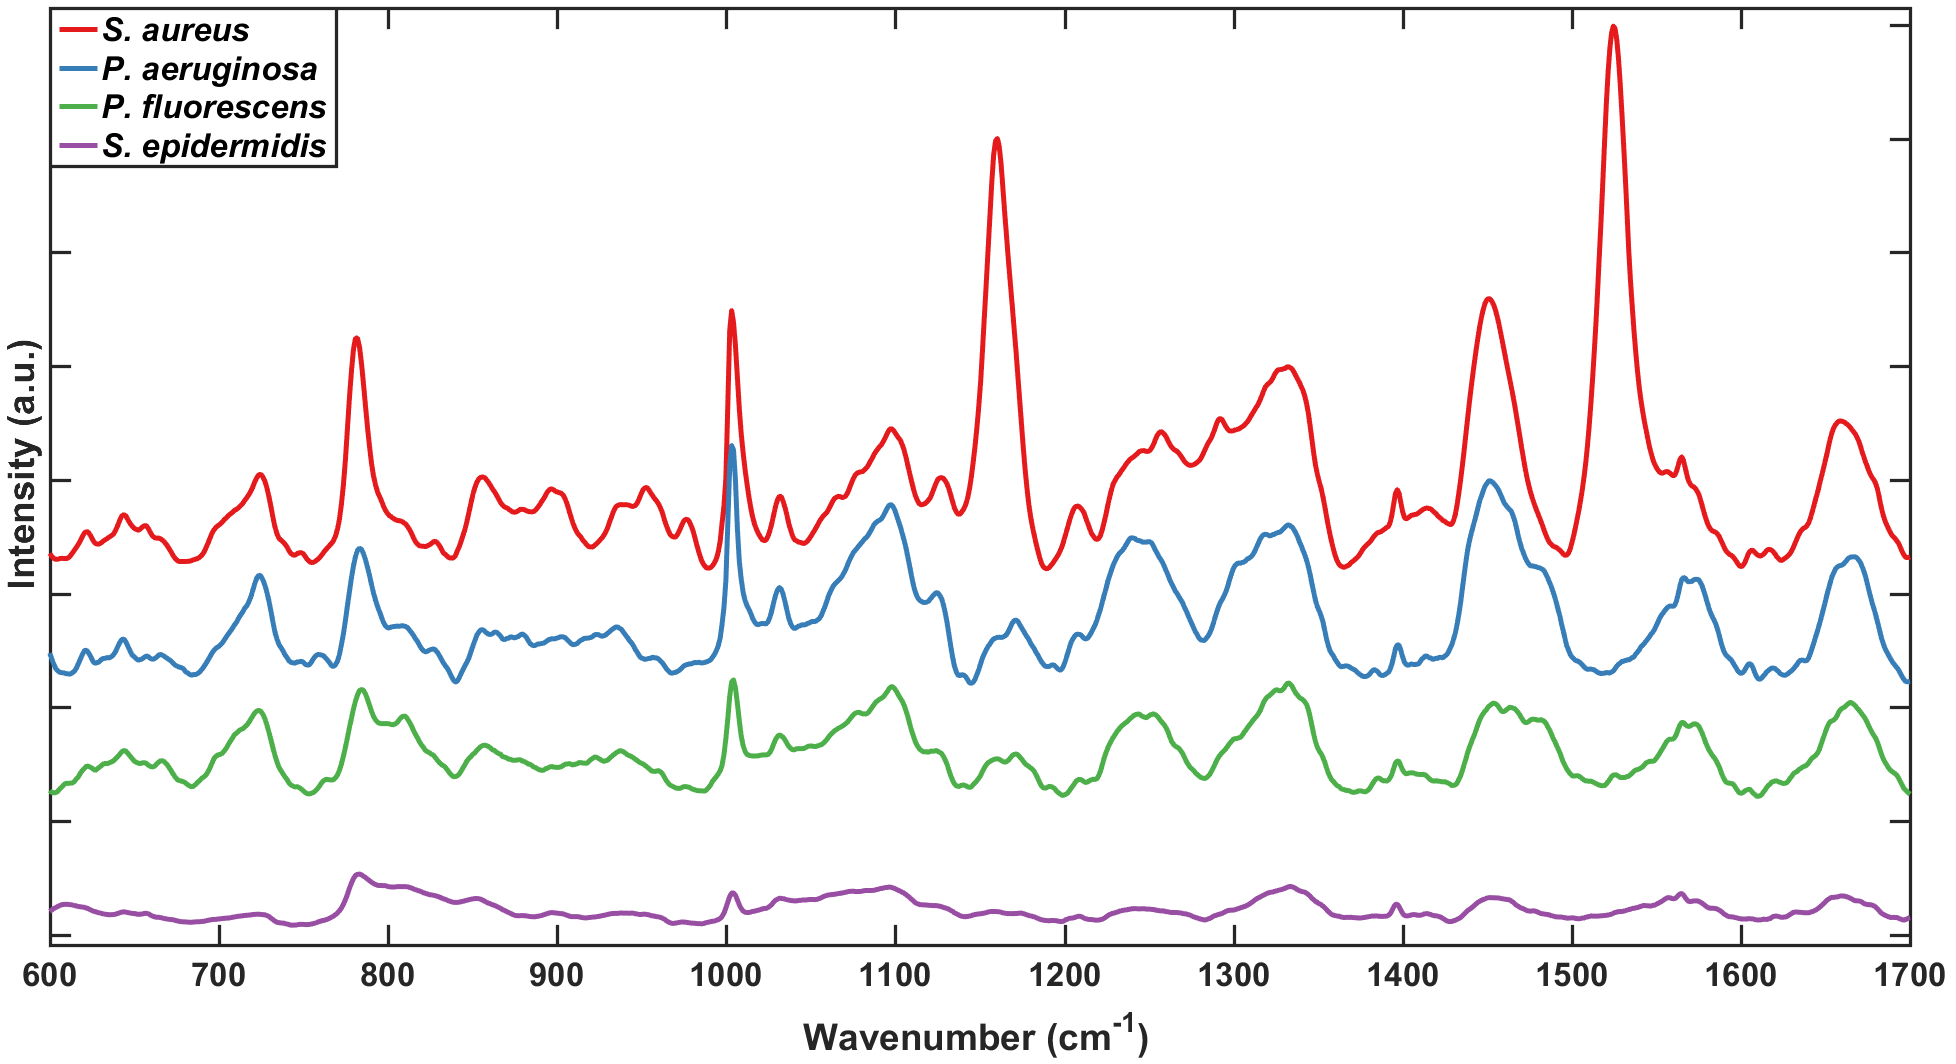 S. aureus
P. aeruginosa
P. fluorescens
S. epidermidis
Intensity (a.u.)
600 700 800 900 1000 1100 1200 1300 1400 1500 1600 1700
Wavenumber (cm⁻¹)